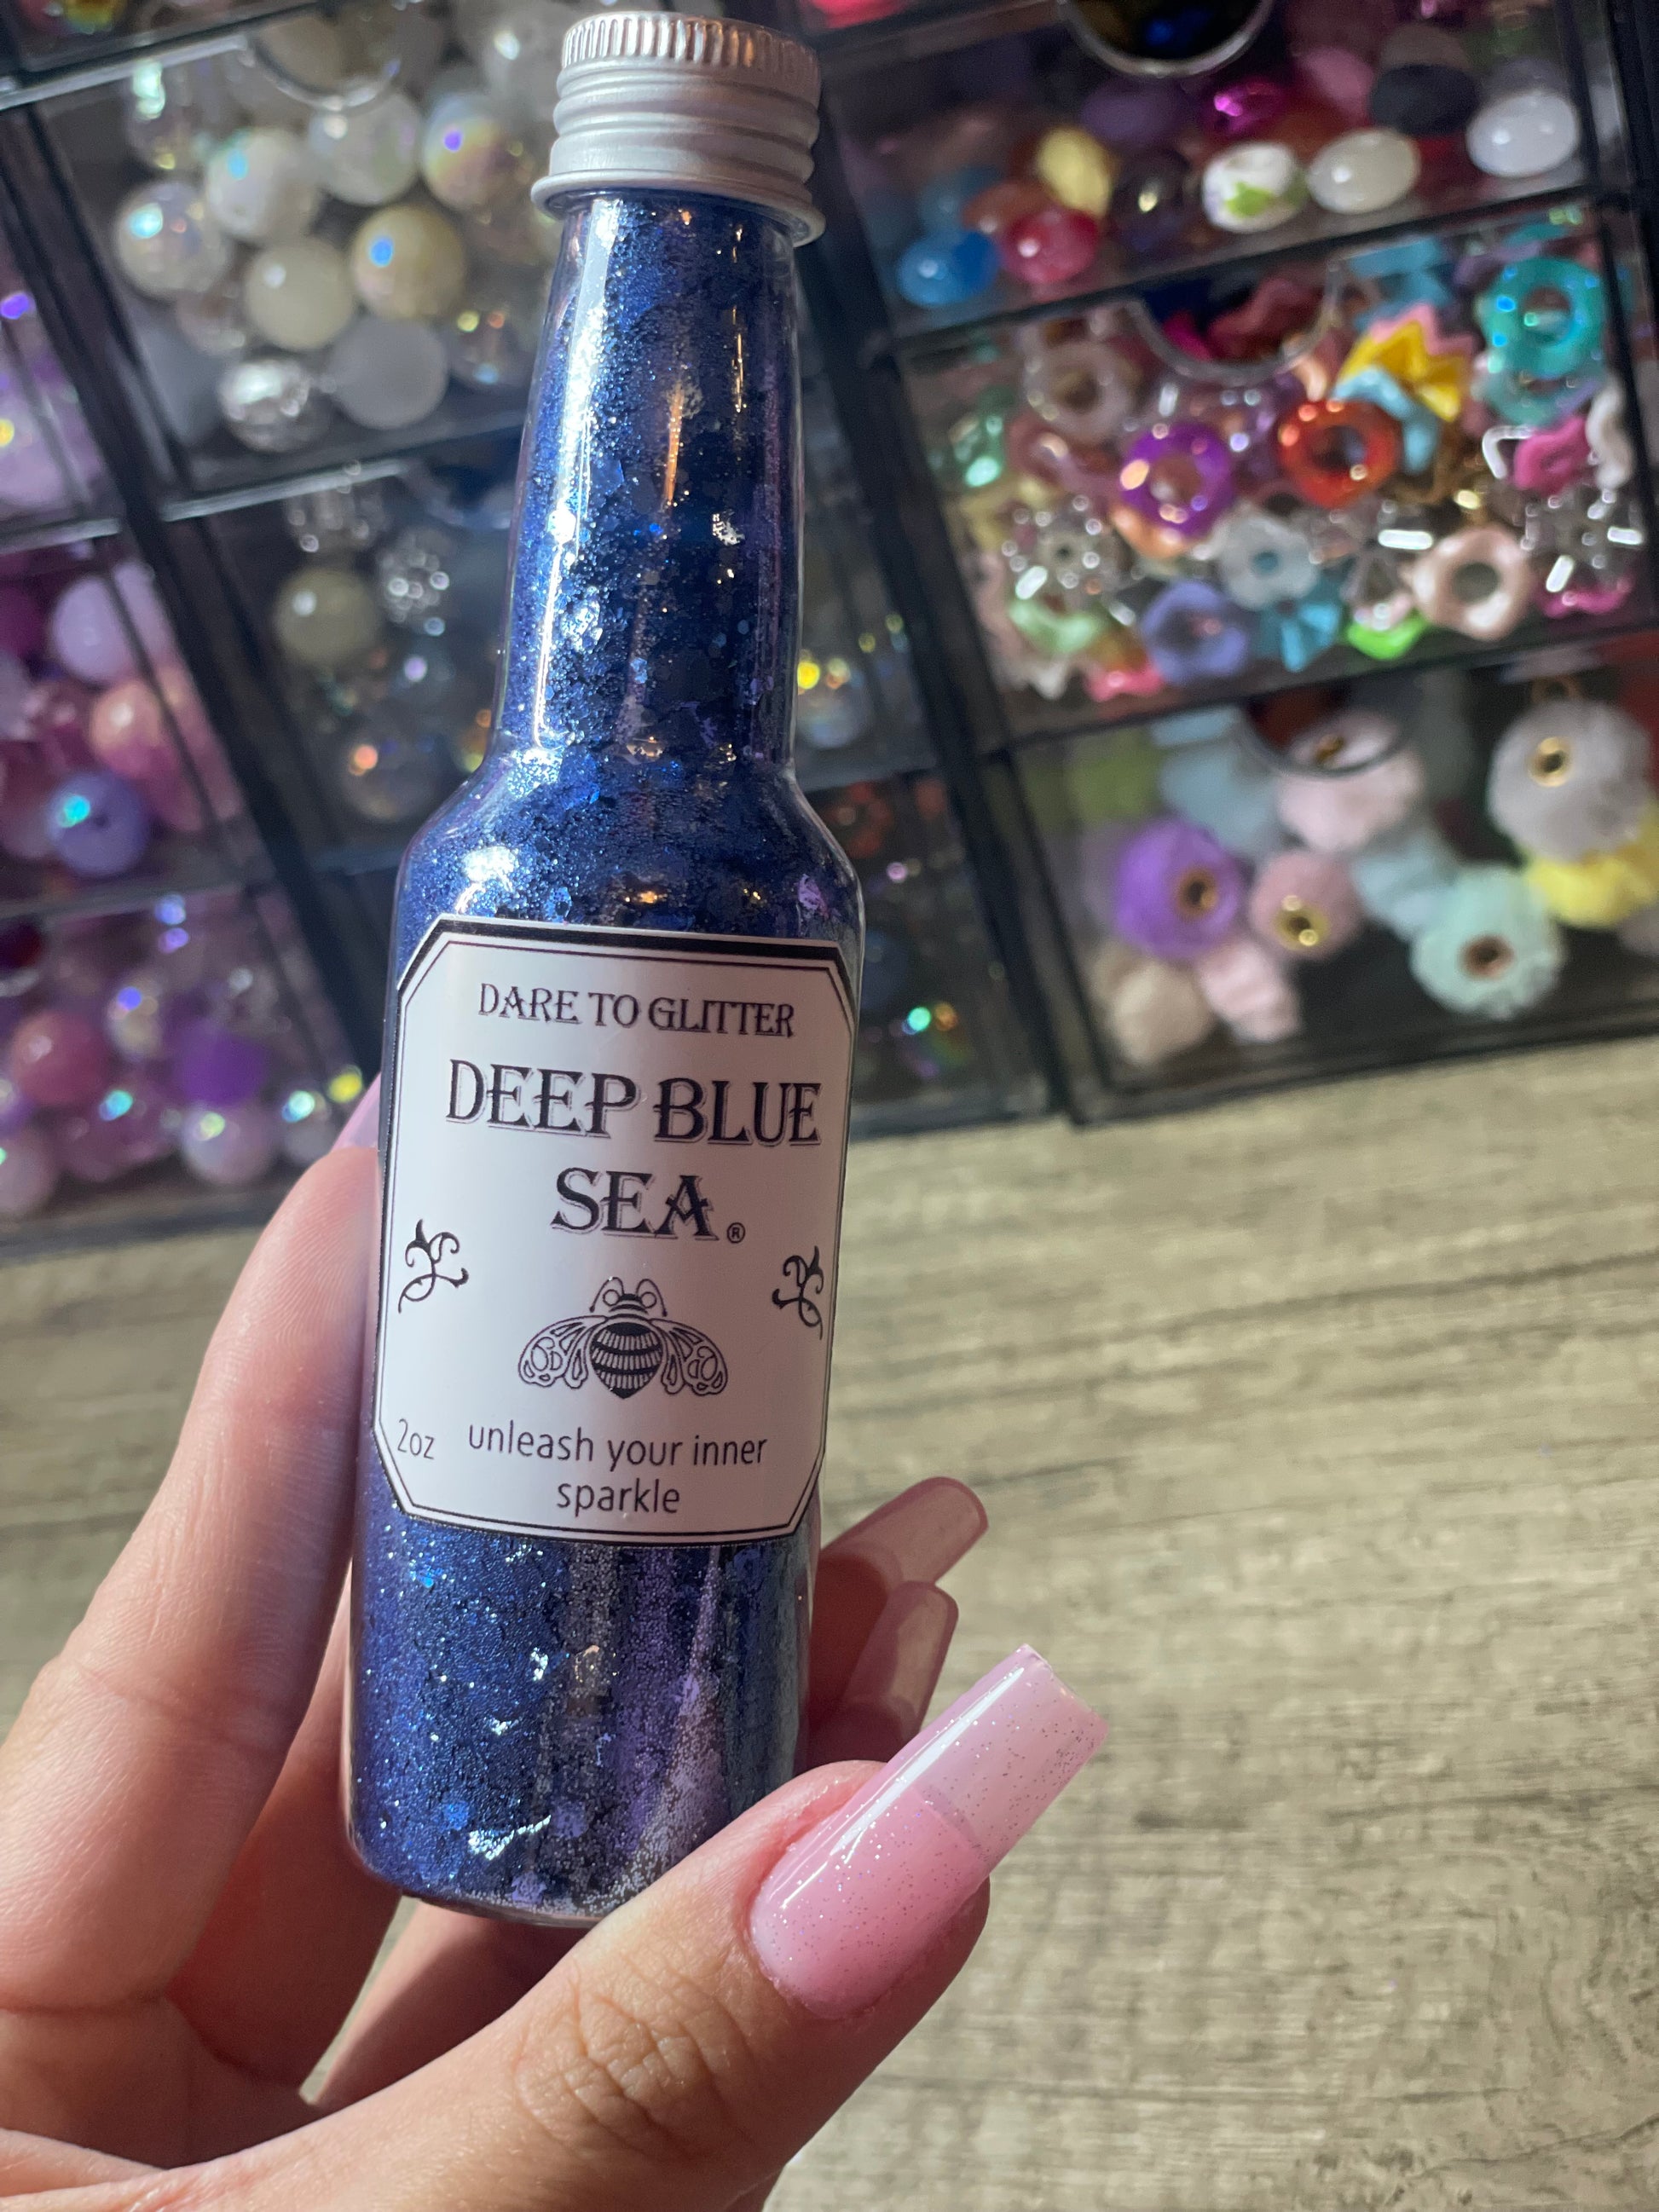 DARE TO GLITTER
DEEP BLUE
SEA®
2oz unleash your inner
sparkle